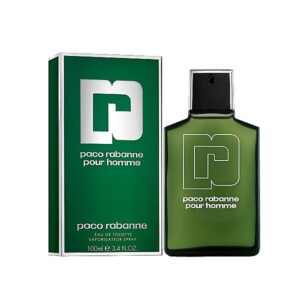 paco rabanne
pour homme
paco rabanne
EAU DE TOILETTE
VAPORISATEUR SPRAY
100ml e 3.4 FL.OZ.
paco rabanne
pour homme